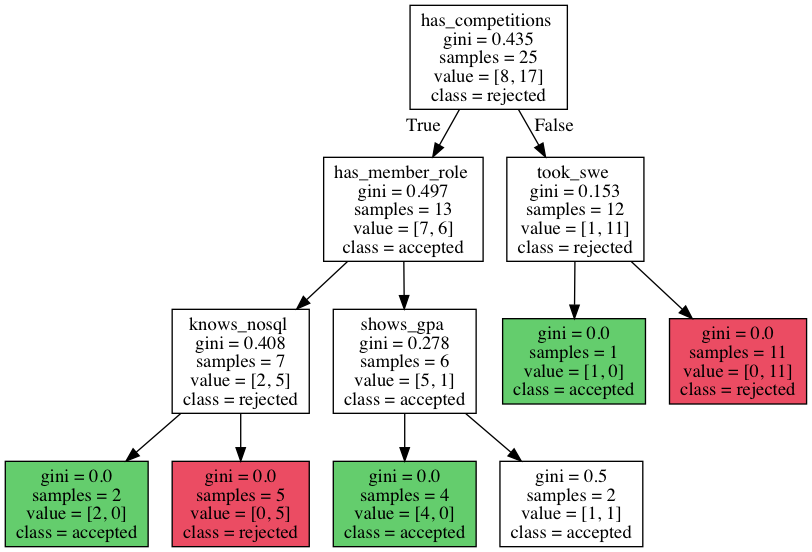 has_competitions
gini = 0.435
samples = 25
value = [8, 17]
class = rejected
True
False
has_member_role
gini = 0.497
samples = 13
value = [7, 6]
class = accepted
took_swe
gini = 0.153
samples = 12
value = [1, 11]
class = rejected
knows_nosql
gini = 0.408
samples = 7
value = [2, 5]
class = rejected
shows_gpa
gini = 0.278
samples = 6
value = [5, 1]
class = accepted
gini = 0.0
samples = 1
value = [1, 0]
class = accepted
gini = 0.0
samples = 11
value = [0, 11]
class = rejected
gini = 0.0
samples = 2
value = [2, 0]
class = accepted
gini = 0.0
samples = 5
value = [0, 5]
class = rejected
gini = 0.0
samples = 4
value = [4, 0]
class = accepted
gini = 0.5
samples = 2
value = [1, 1]
class = accepted